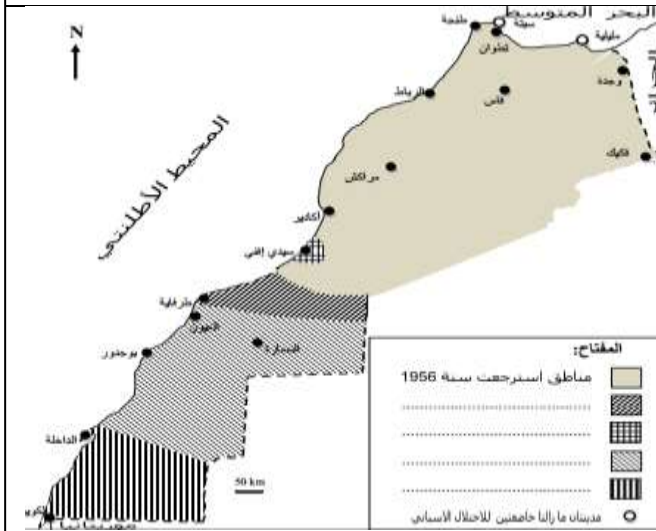 البحر المتوسط
سبتة
طنجة
تطوان
مليلية
وجدة
الرباط
فاس
فكيك
مراكش
المحيط الأطلنتي
أكادير
سيدي إفني
طرفاية
العيون
السمارة
بوجدور
الداخلة
N
50 km
المفتاح:
مناطق استرجعت سنة 1956
........................
........................
........................
........................
مدينتان ما زالتا خاضعتين للاحتلال الاسباني